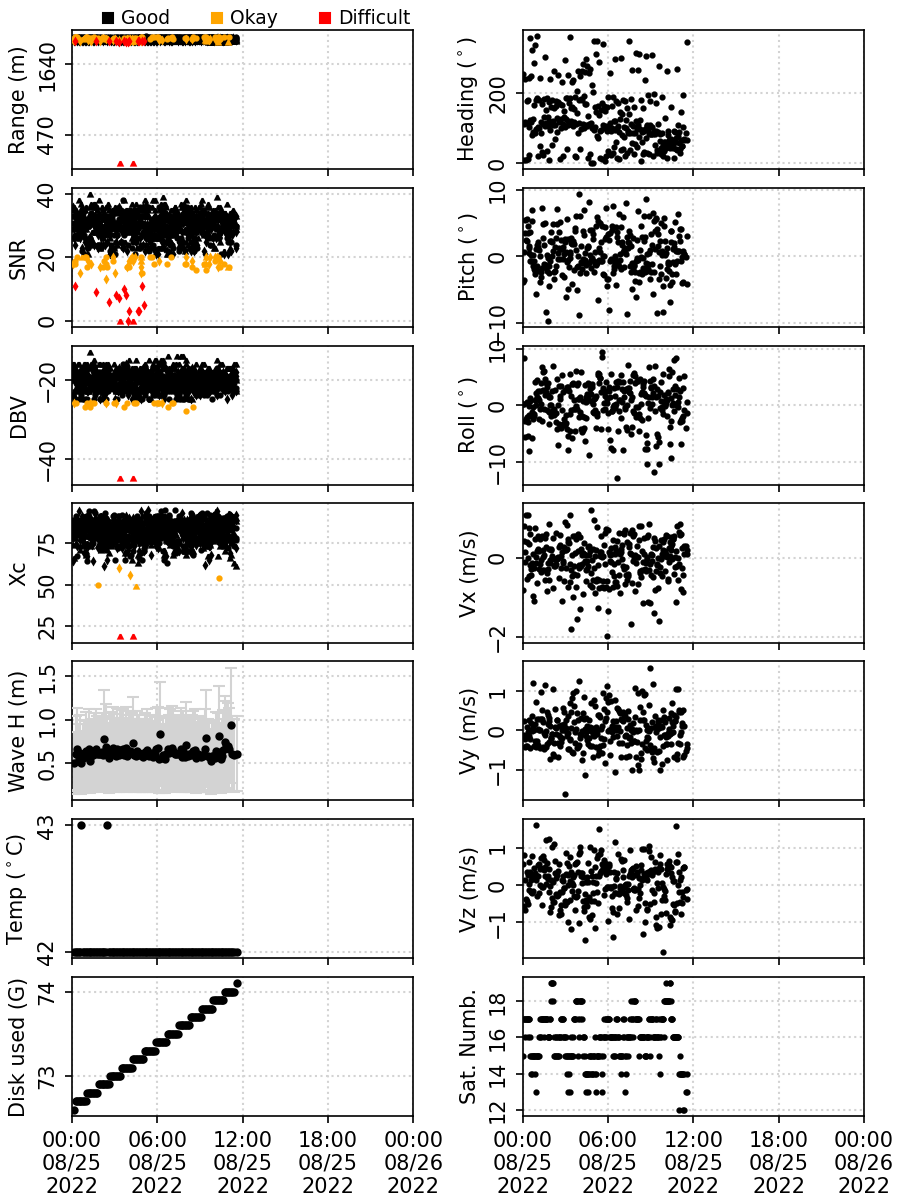 Good Okay Difficult
Range (m)
1640
470
SNR
40
20
0
DBV
−20
−40
Xc
75
50
25
Wave H (m)
1.5
1.0
0.5
Temp (°C)
43
42
Disk used (G)
74
73
00:00 06:00 12:00 18:00 00:00
08/25 08/25 08/25 08/25 08/26
2022 2022 2022 2022 2022
Heading (°)
200
0
Pitch (°)
10
0
−10
Roll (°)
10
0
−10
Vx (m/s)
0
−2
Vy (m/s)
1
0
−1
Vz (m/s)
1
0
−1
Sat. Numb.
18
16
14
12
00:00 06:00 12:00 18:00 00:00
08/25 08/25 08/25 08/25 08/26
2022 2022 2022 2022 2022